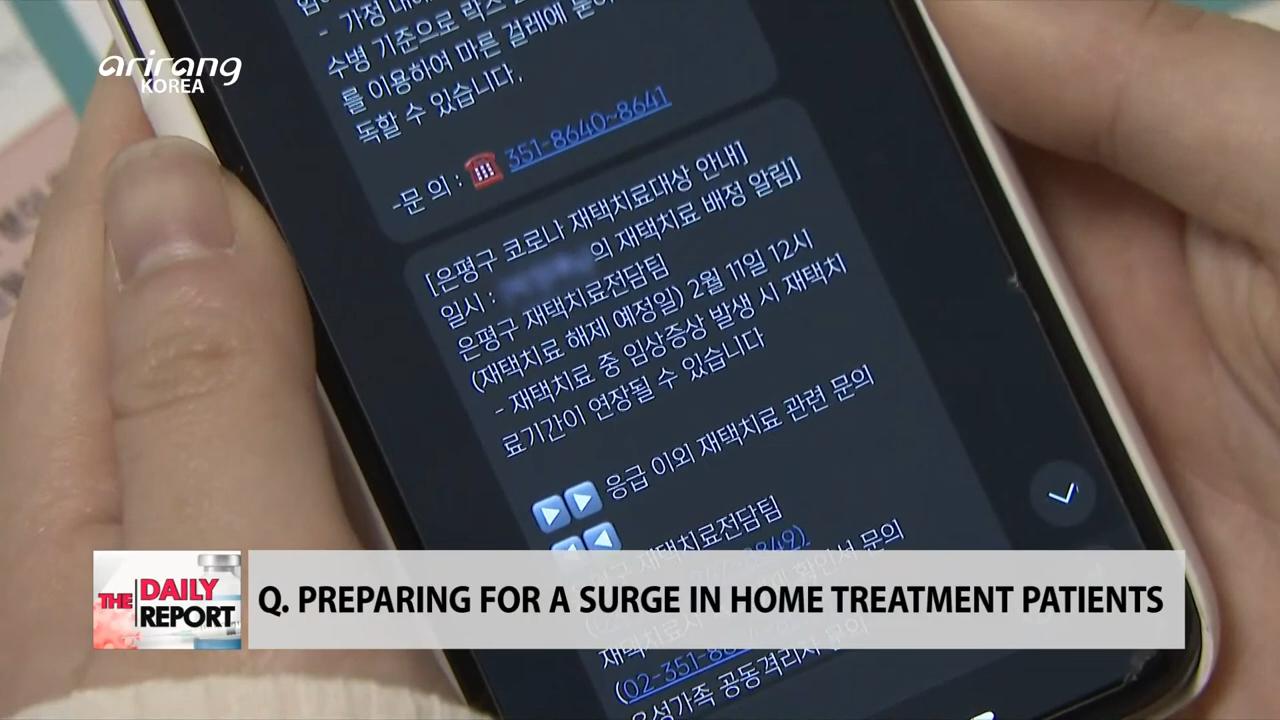 arirang
KOREA
- 가정 내에
수병 기준으로 락스
를 이용하여 마른 걸레에
독할 수 있습니다.
-문 의 : ☎ 351-8640~8641
[은평구 코로나 재택치료대상 안내]
의 재택치료 배정 알림]
일시 :
은평구 재택치료전담팀
(재택치료 해제 예정일) 2월 11일 12시
- 재택치료 중 임상증상 발생 시 재택치
료기간이 연장될 수 있습니다
▶▶ 응급 이외 재택치료 관련 문의
◀
재택치료전담팀
문의
재택치료
(02-351-86
공동격리자
THE DAILY REPORT
Q. PREPARING FOR A SURGE IN HOME TREATMENT PATIENTS